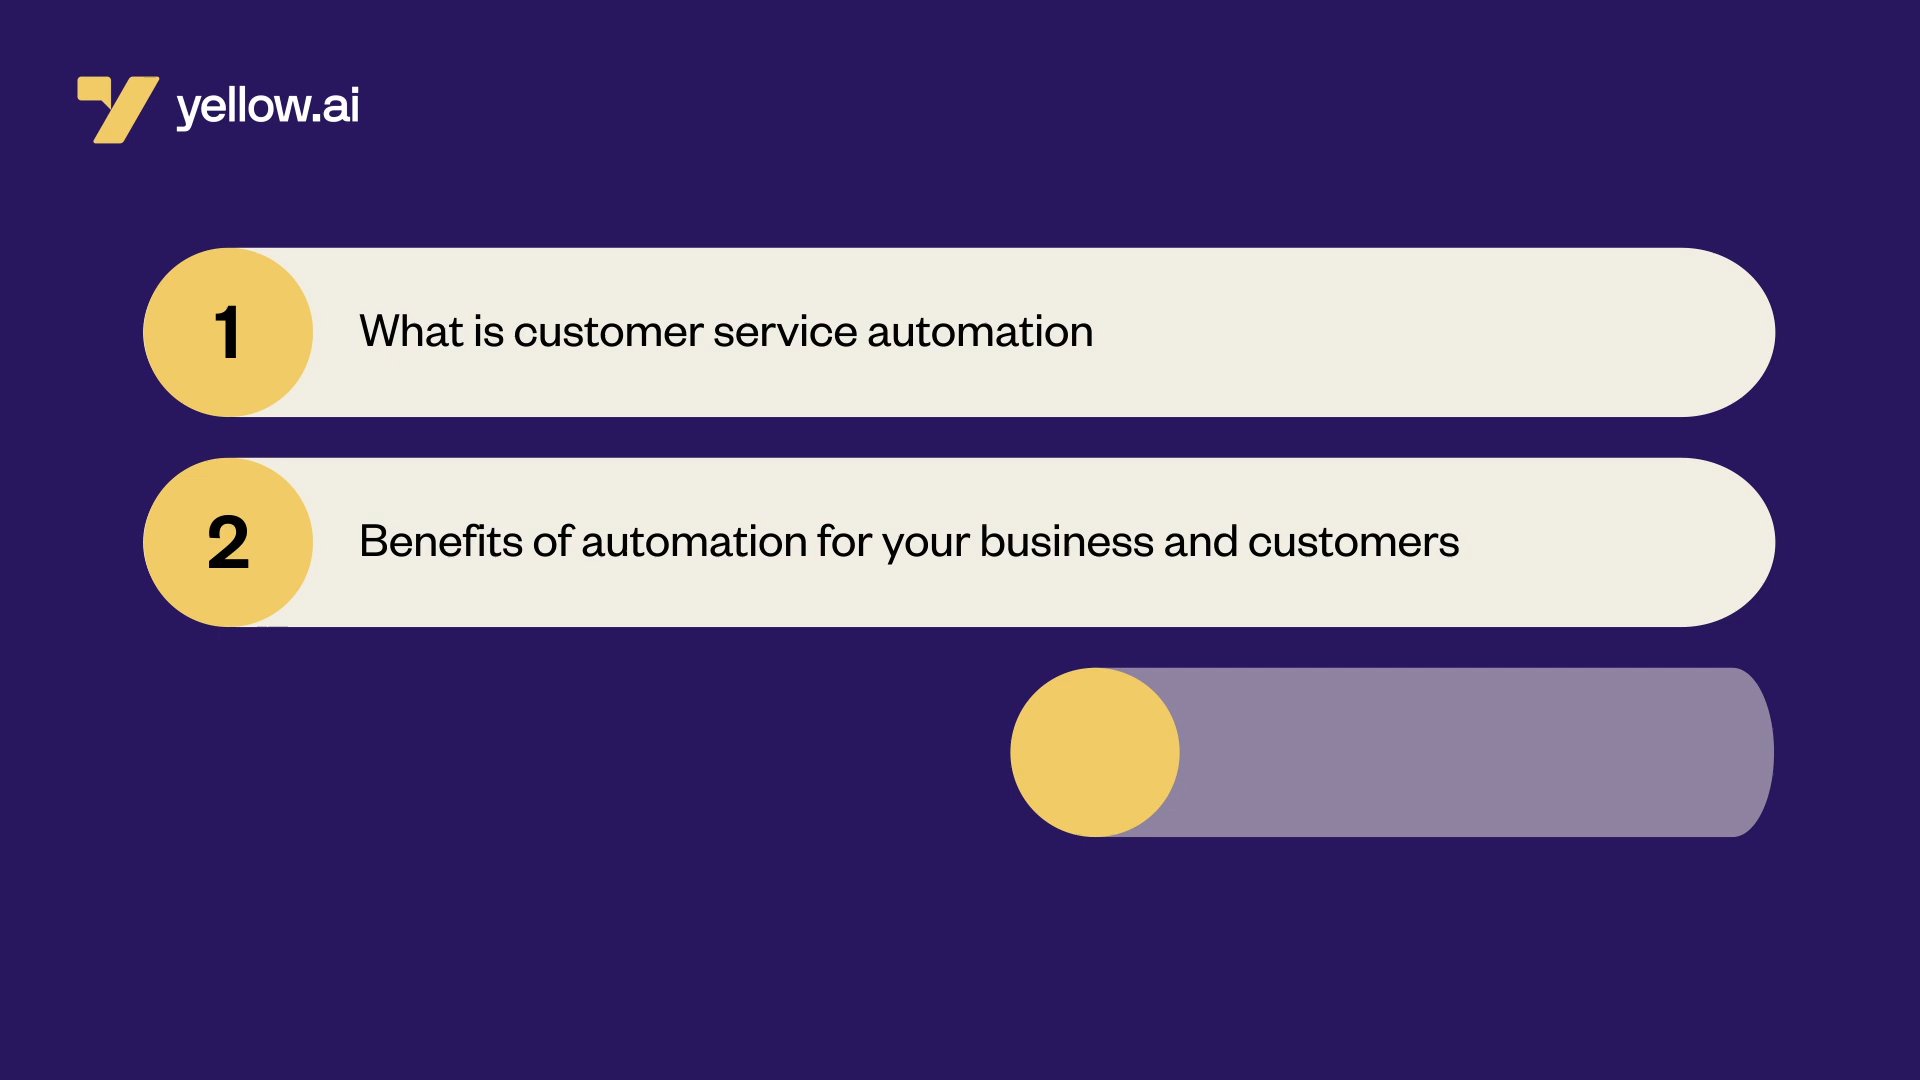 yellow.ai
1
What is customer service automation
2
Benefits of automation for your business and customers